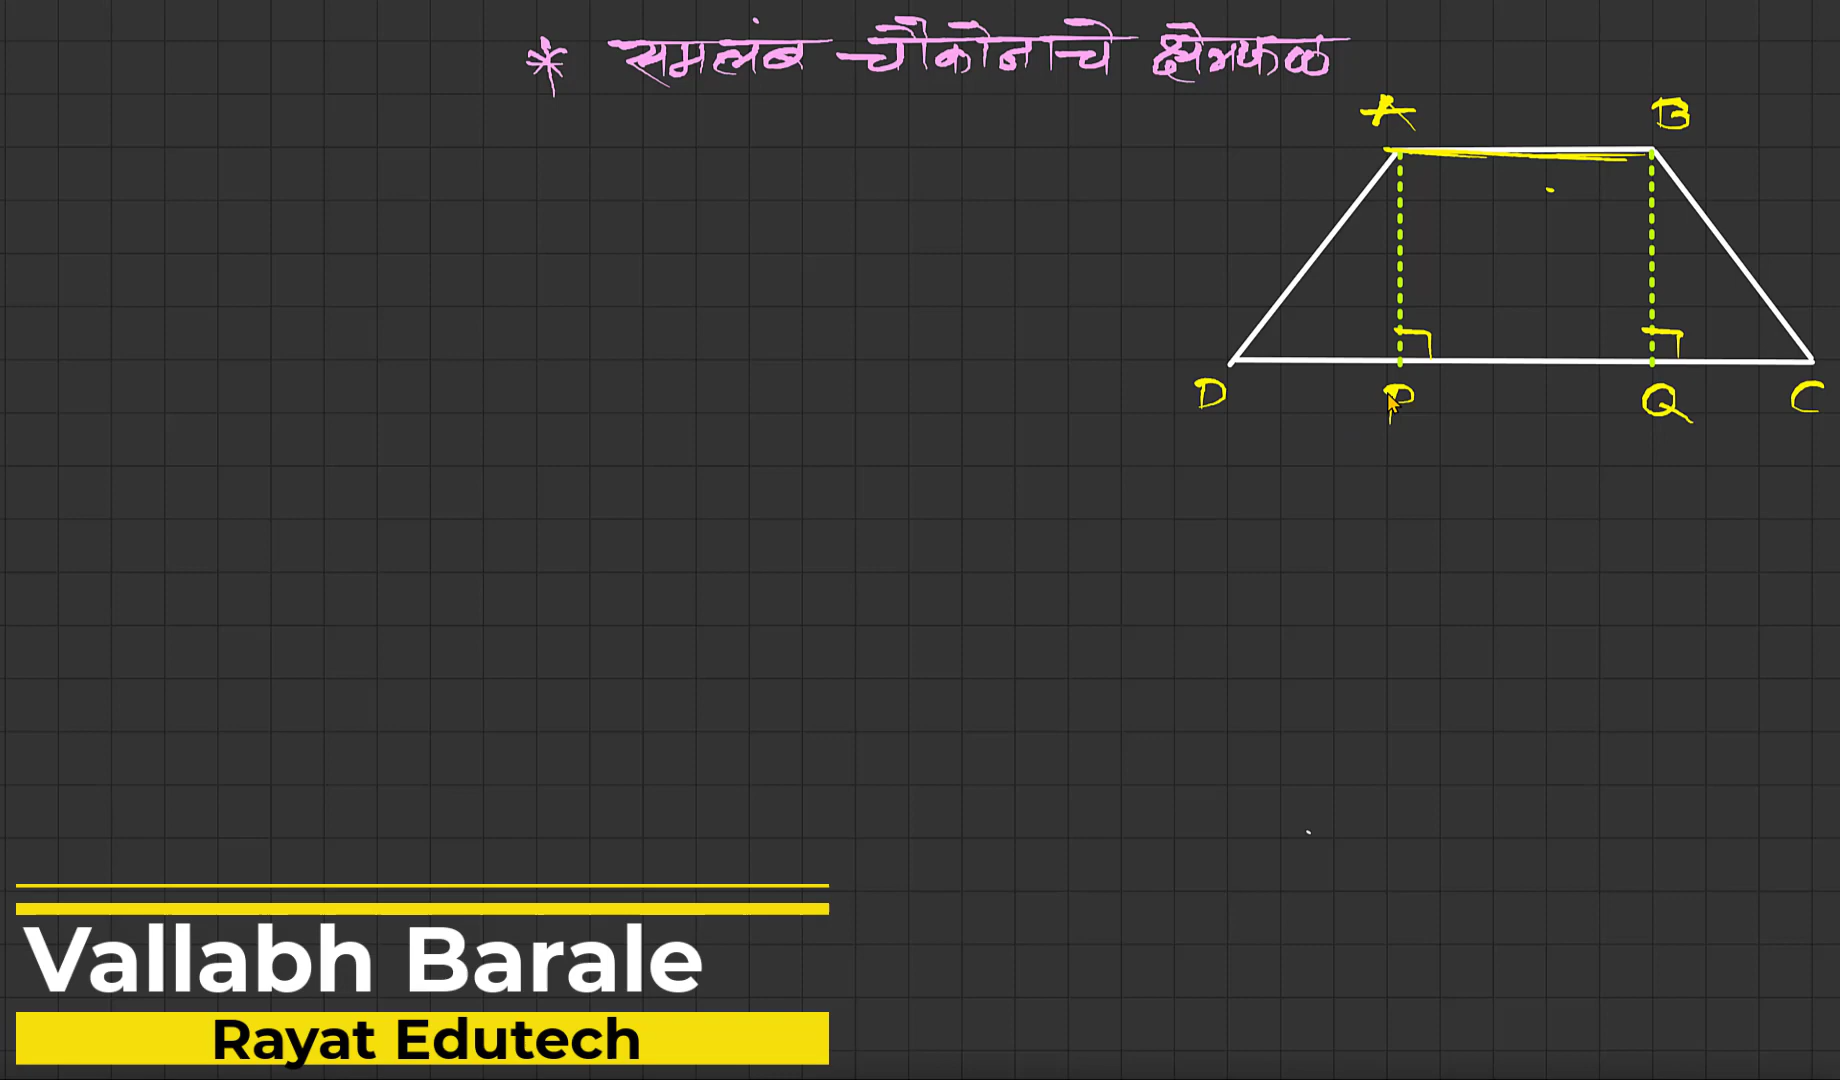 * समलंब चौकोनाचे क्षेत्रफळ
A B
D P Q C
Vallabh Barale
Rayat Edutech